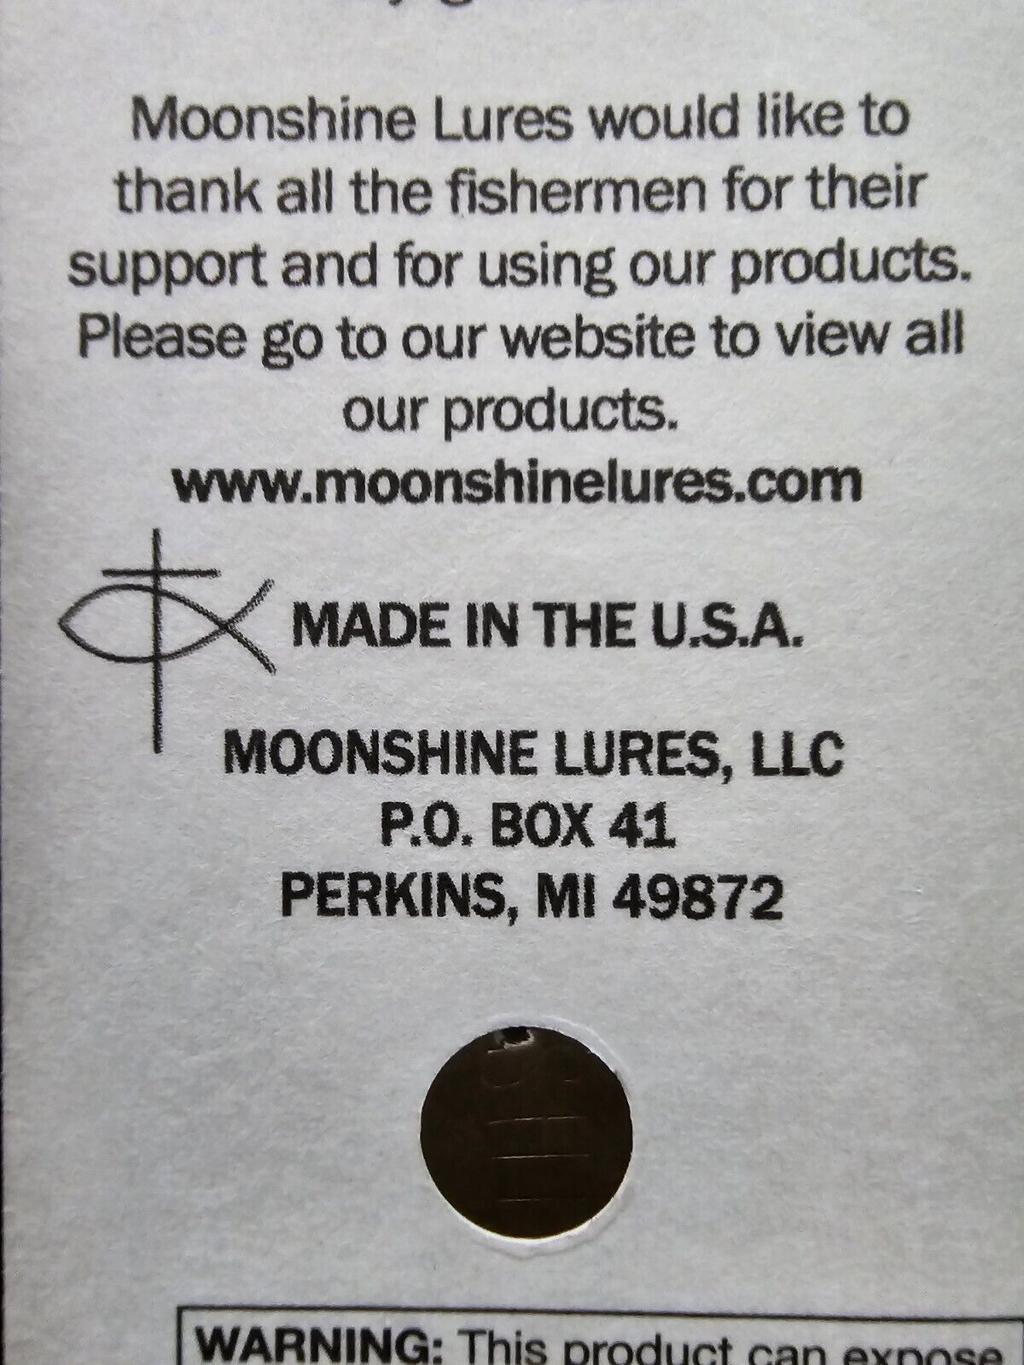 Moonshine Lures would like to
thank all the fishermen for their
support and for using our products.
Please go to our website to view all
our products.
www.moonshinelures.com
MADE IN THE U.S.A.
MOONSHINE LURES, LLC
P.O. BOX 41
PERKINS, MI 49872
WARNING: This product can expose